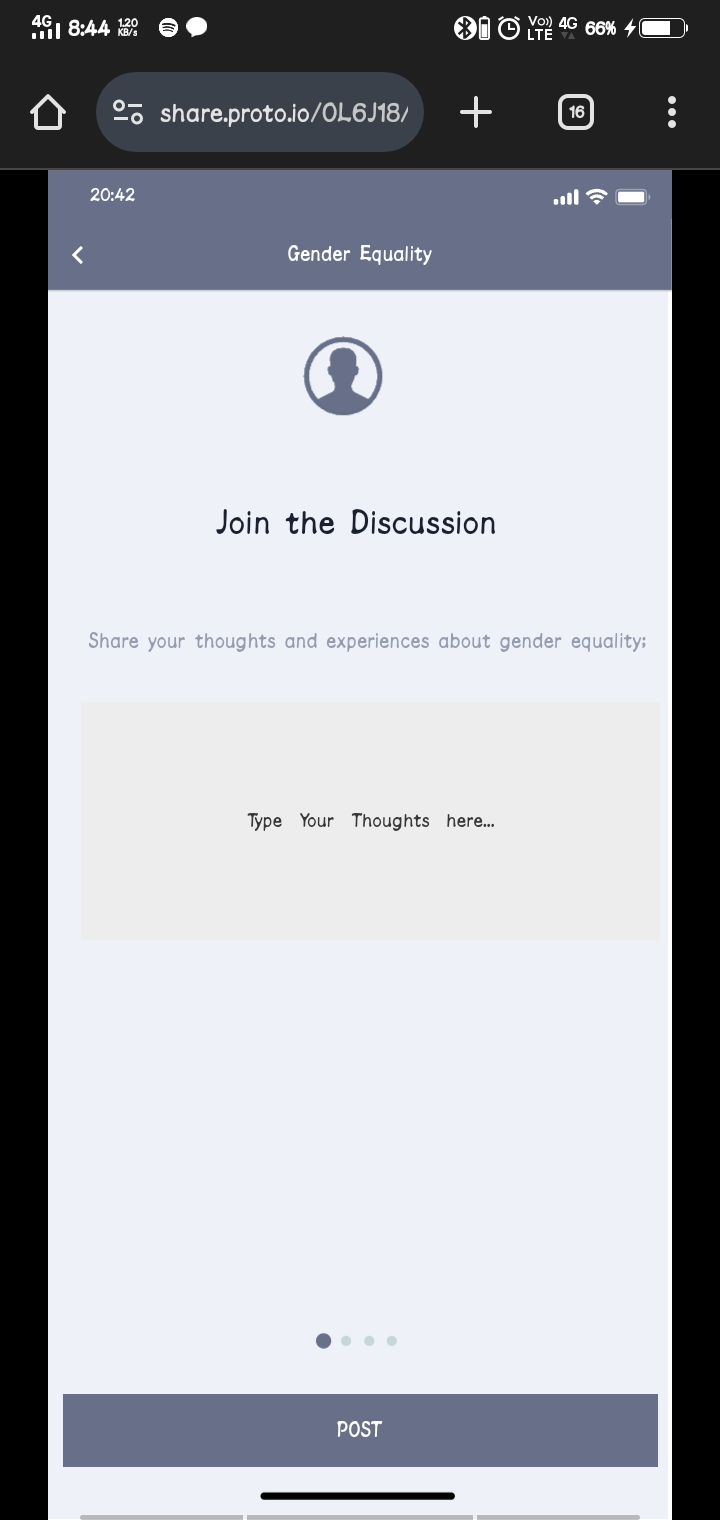 4G 8:44 1.20 KB/s Vo)) LTE 4G 66%
share.proto.io/0L6J18/ 16
20:42
Gender Equality
Join the Discussion
Share your thoughts and experiences about gender equality;
Type Your Thoughts here...
POST